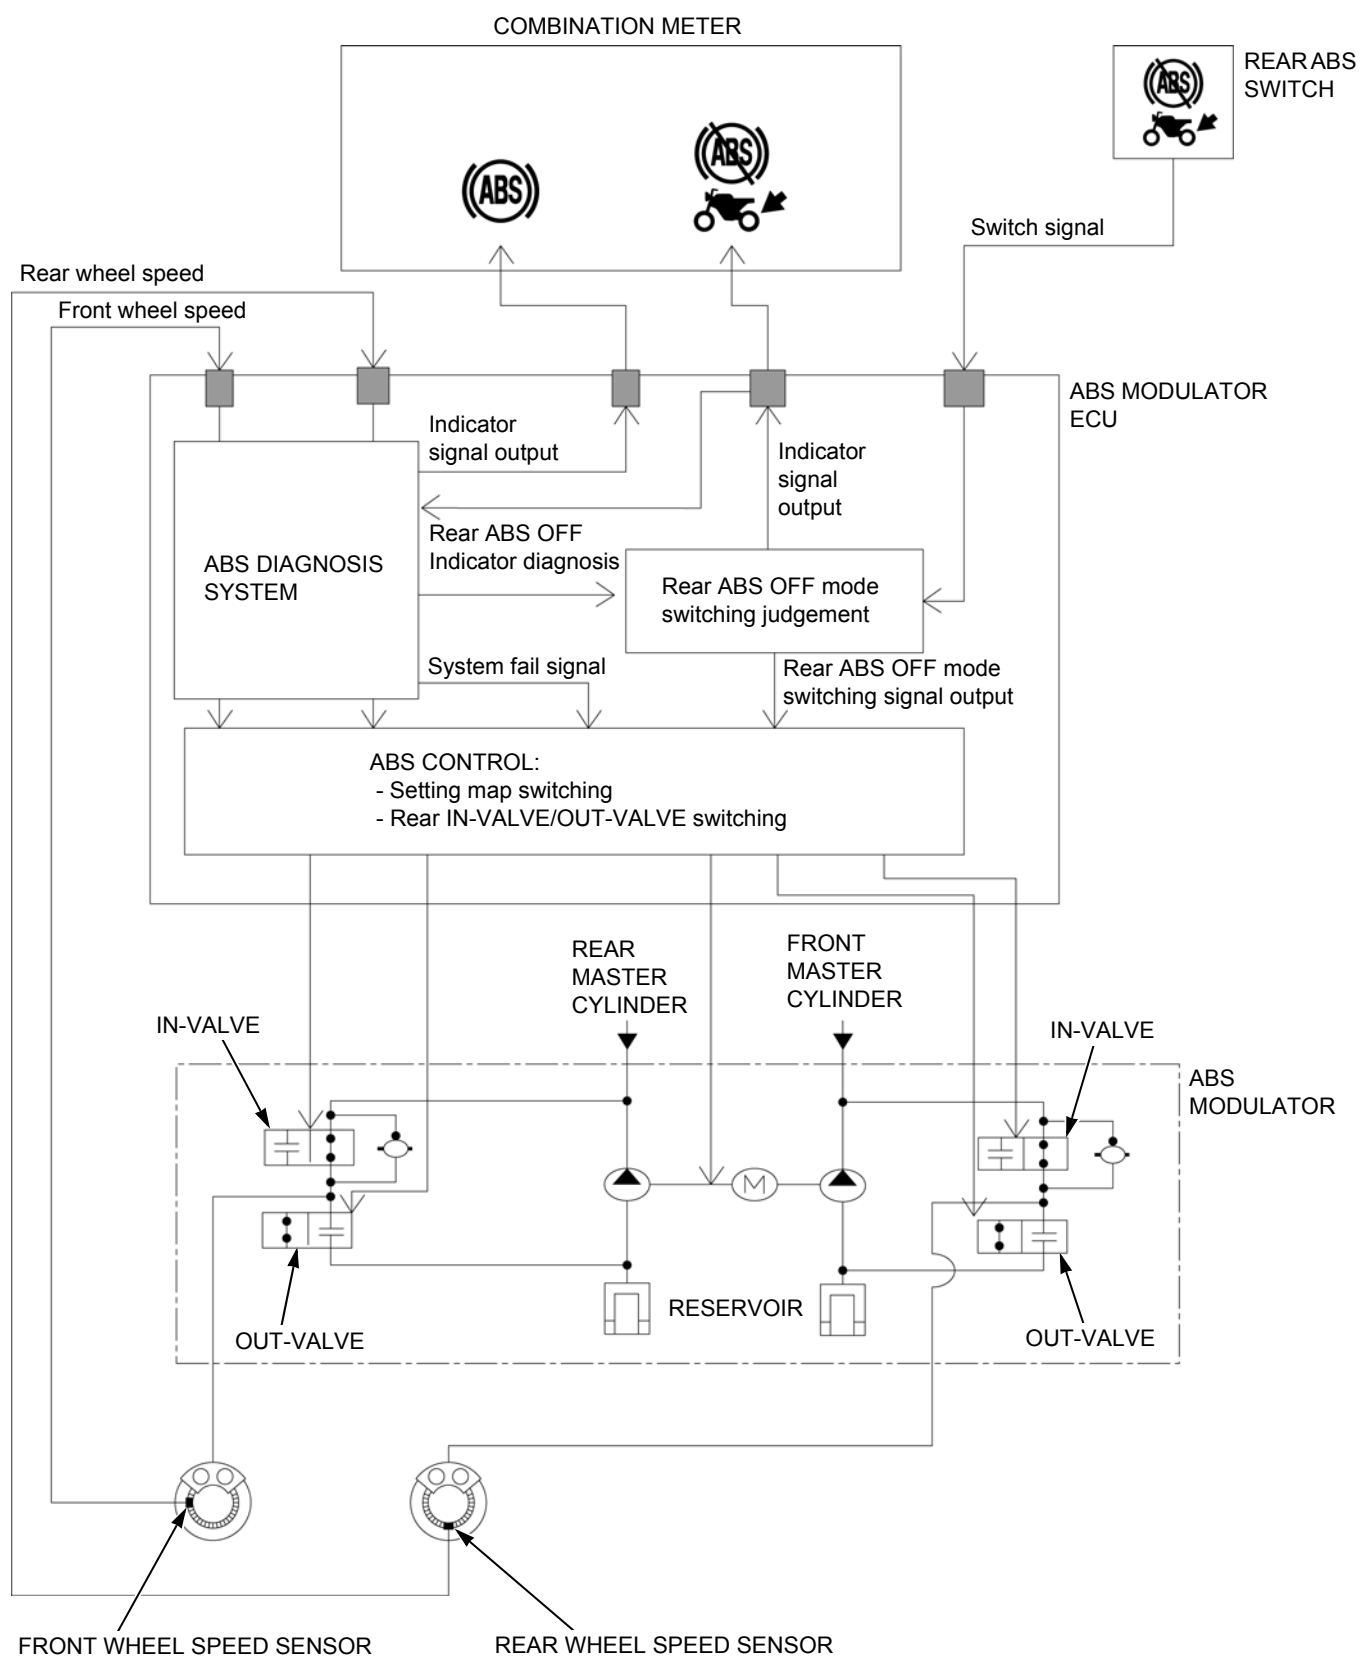 COMBINATION METER
REAR ABS
SWITCH
ABS
ABS
ABS
Switch signal
Rear wheel speed
Front wheel speed
ABS MODULATOR
ECU
Indicator
signal output
Indicator
signal
output
Rear ABS OFF
Indicator diagnosis
ABS DIAGNOSIS
SYSTEM
Rear ABS OFF mode
switching judgement
System fail signal
Rear ABS OFF mode
switching signal output
ABS CONTROL:
- Setting map switching
- Rear IN-VALVE/OUT-VALVE switching
REAR
MASTER
CYLINDER
FRONT
MASTER
CYLINDER
IN-VALVE
IN-VALVE
ABS
MODULATOR
M
RESERVOIR
OUT-VALVE
OUT-VALVE
FRONT WHEEL SPEED SENSOR
REAR WHEEL SPEED SENSOR